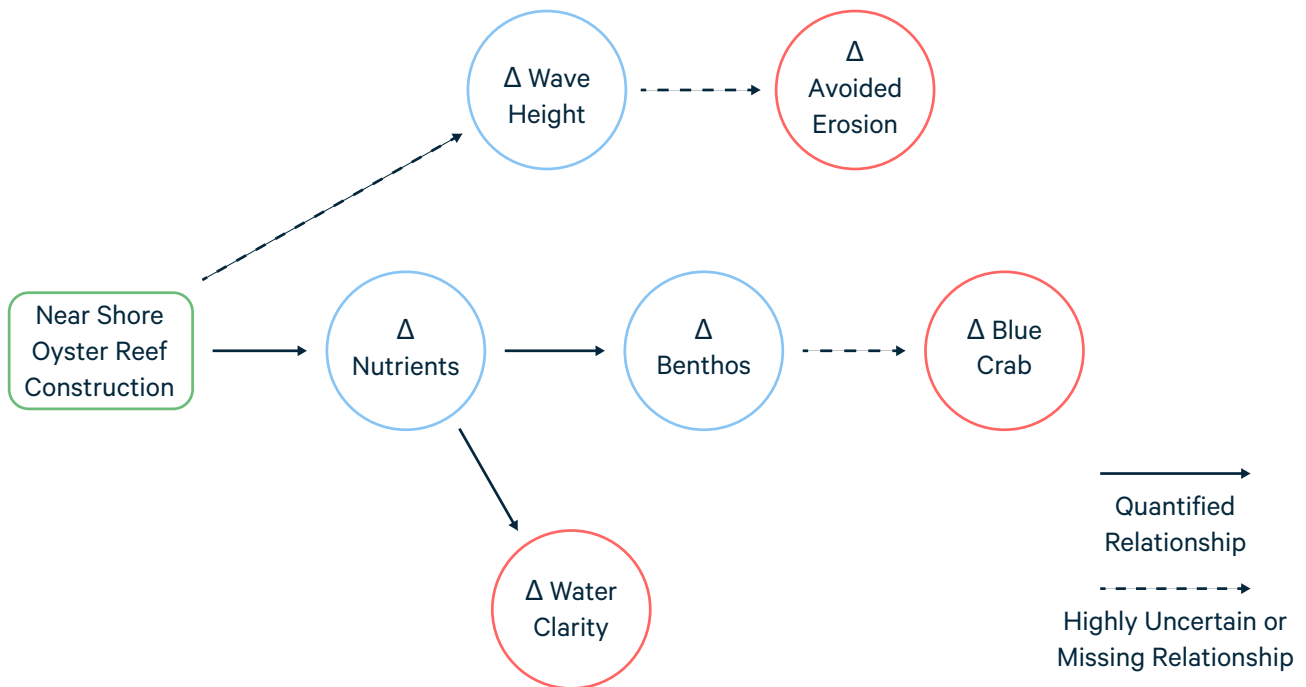 Δ Wave
Height
Δ
Avoided
Erosion
Near Shore
Oyster Reef
Construction
Δ
Nutrients
Δ
Benthos
Δ Blue
Crab
Δ Water
Clarity
Quantified
Relationship
Highly Uncertain or
Missing Relationship